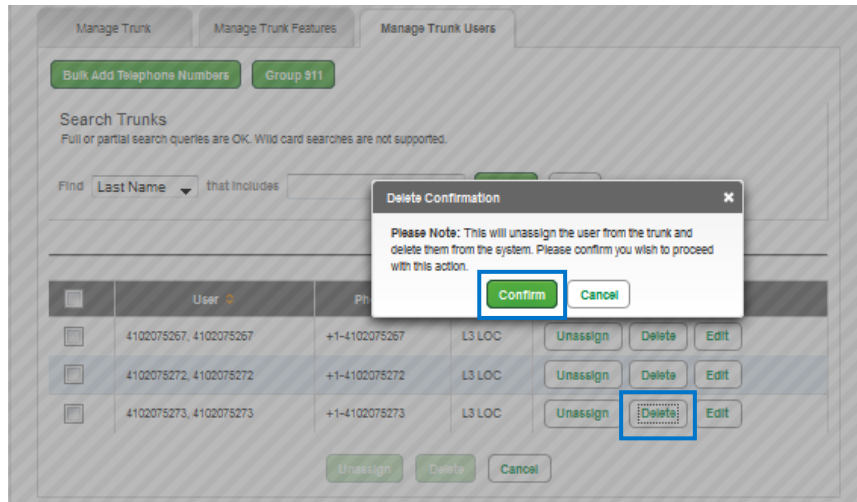 Manage Trunk
Manage Trunk Features
Manage Trunk Users
Bulk Add Telephone Numbers
Group 911
Search Trunks
Full or partial search queries are OK. Wild card searches are not supported.
Find Last Name that includes
Delete Confirmation
Please Note: This will unassign the user from the trunk and
delete them from the system. Please confirm you wish to proceed
with this action.
Confirm Cancel
User
4102075267, 4102075267 +1-4102075267 L3 LOC Unassign Delete Edit
4102075272, 4102075272 +1-4102075272 L3 LOC Unassign Delete Edit
4102075273, 4102075273 +1-4102075273 L3 LOC Unassign Delete Edit
Unassign Delete Cancel